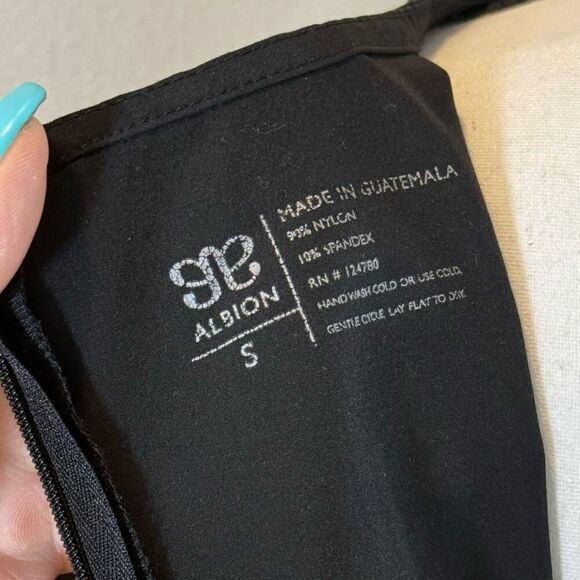 ALBION
S
MADE IN GUATEMALA
90% NYLON
10% SPANDEX
RN # 124780
HAND WASH COLD OR USE COLD,
GENTLE CYCLE. LAY FLAT TO DRY.